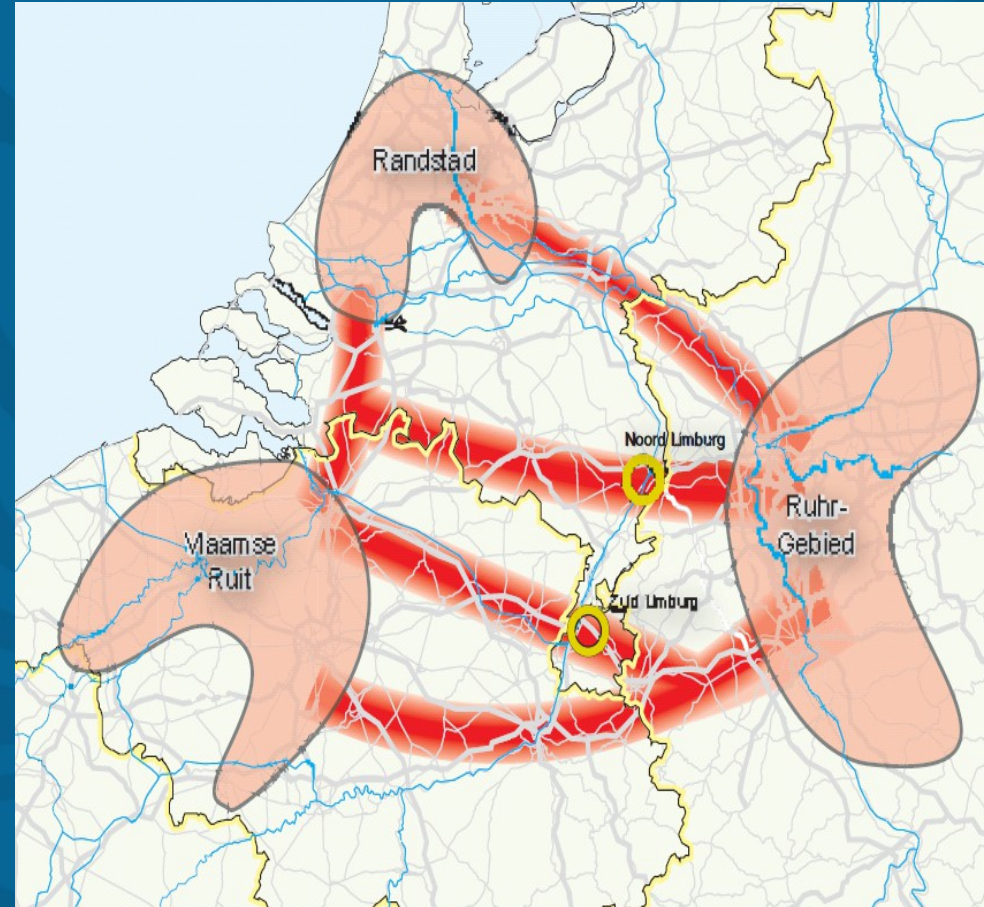 Randstad
Noord Limburg
Ruhr-
Gebied
Vlaamse
Ruit
Zuid Limburg